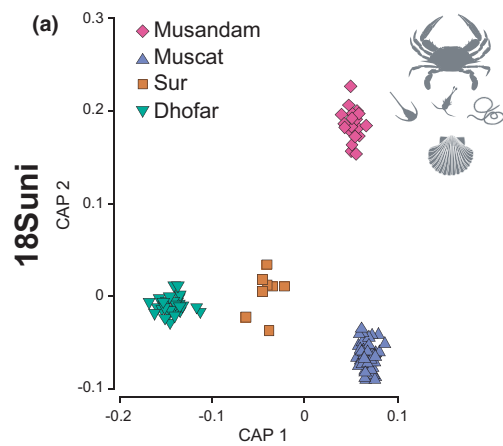 (a)
Musandam
Muscat
Sur
Dhofar
18Suni
CAP 2
0.3
0.2
0.1
0
-0.1
-0.2
-0.1
0
0.1
CAP 1